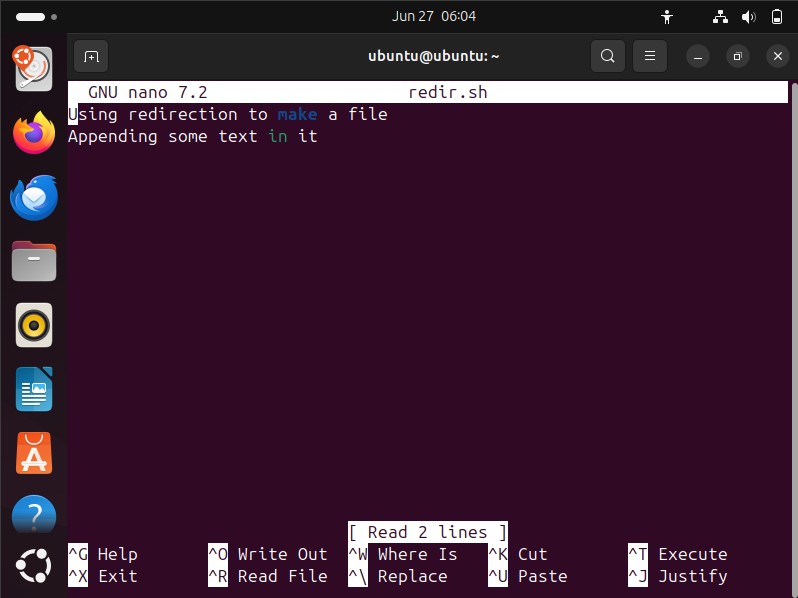 Jun 27 06:04
ubuntu@ubuntu: ~
GNU nano 7.2 redir.sh
Using redirection to make a file
Appending some text in it
[ Read 2 lines ]
^G Help ^O Write Out ^W Where Is ^K Cut ^T Execute
^X Exit ^R Read File ^\ Replace ^U Paste ^J Justify